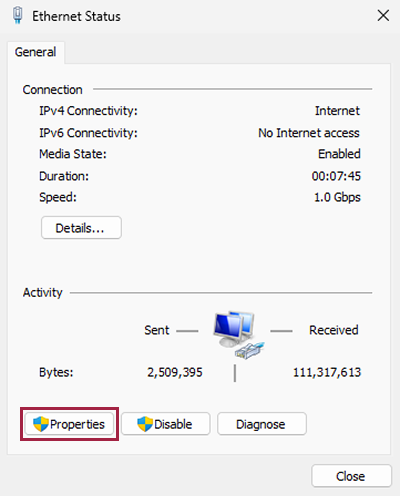 Ethernet Status
General
Connection
IPv4 Connectivity: Internet
IPv6 Connectivity: No Internet access
Media State: Enabled
Duration: 00:07:45
Speed: 1.0 Gbps
Details...
Activity
Sent Received
Bytes: 2,509,395 111,317,613
Properties Disable Diagnose
Close